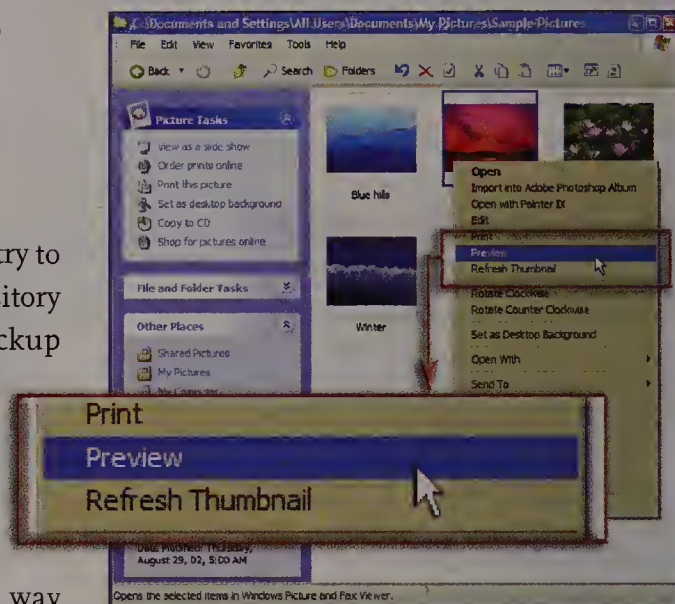 C:\Documents and Settings\All Users\Documents\My Pictures\Sample Pictures
File Edit View Favorites Tools Help
Back Search Folders
Picture Tasks
View as a slide show
Order prints online
Print this picture
Set as desktop background
Copy to CD
Shop for pictures online
File and Folder Tasks
Other Places
Shared Pictures
My Pictures
My Computer
Date Modified: Thursday,
August 29, 02, 5:00 AM
Blue hills
Winter
Open
Import into Adobe Photoshop Album
Open with Painter IX
Edit
Print
Preview
Refresh Thumbnail
Rotate Clockwise
Rotate Counter Clockwise
Set as Desktop Background
Open With
Send To
Print
Preview
Refresh Thumbnail
Opens the selected items in Windows Picture and Fax Viewer.
try to
way